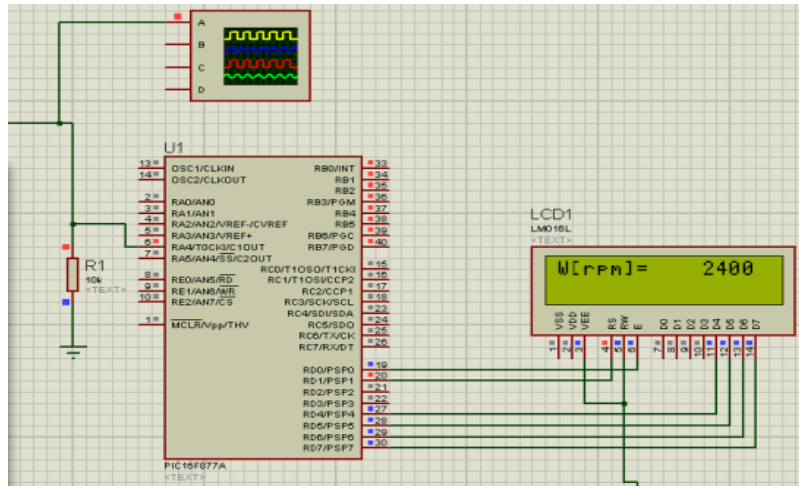 A
B
C
D
U1
13 OSC1/CLKIN RB0/INT 33
14 OSC2/CLKOUT RB1 34
RB2 35
2 RA0/AN0 RB3/PGM 36
3 RA1/AN1 RB4 37
4 RA2/AN2/VREF-/CVREF RB5 38
5 RA3/AN3/VREF+ RB6/PGC 39
6 RA4/T0CKI/C1OUT RB7/PGD 40
7 RA5/AN4/SS/C2OUT
RC0/T1OSO/T1CKI 15
8 RE0/AN5/RD RC1/T1OSI/CCP2 16
9 RE1/AN6/WR RC2/CCP1 17
10 RE2/AN7/CS RC3/SCK/SCL 18
RC4/SDI/SDA 23
1 MCLR/Vpp/THV RC5/SDO 24
RC6/TX/CK 25
RC7/RX/DT 26
RD0/PSP0 19
RD1/PSP1 20
RD2/PSP2 21
RD3/PSP3 22
RD4/PSP4 27
RD5/PSP5 28
RD6/PSP6 29
RD7/PSP7 30
PIC16F877A
<TEXT>
R1
10k
<TEXT>
LCD1
LM016L
<TEXT>
W[rpm]= 2400
VSS VDD VEE RS RW E D0 D1 D2 D3 D4 D5 D6 D7
1 2 3 4 5 6 7 8 9 10 11 12 13 14